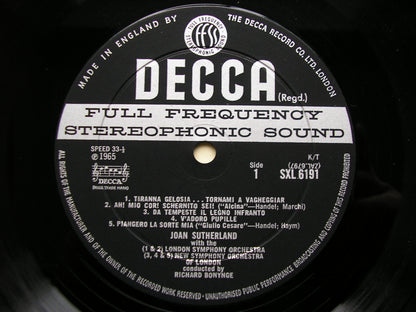 MADE IN ENGLAND BY
THE DECCA RECORD CO. LTD. LONDON
FULL FREQUENCY STEREOPHONIC SOUND
FFSS
DECCA
(Regd.)
FULL FREQUENCY
STEREOPHONIC SOUND
SPEED 33⅓
℗ 1965
DECCA
Side
1
K/T
SXL 6191
1. TIRANNA GELOSIA ... TORNAMI A VAGHEGGIAR
2. AH! MIO COR! SCHERNITO SEI! ("Alcina"—Handel; Marchi)
3. DA TEMPESTE IL LEGNO INFRANTO
4. V'ADORO PUPILLE
5. PIANGERO LA SORTE MIA ("Giulio Cesare"—Handel; Haym)
JOAN SUTHERLAND
with the
(1 & 2) LONDON SYMPHONY ORCHESTRA
(3, 4 & 5) NEW SYMPHONY ORCHESTRA
OF LONDON
conducted by
RICHARD BONYNGE
ALL RIGHTS OF THE MANUFACTURER AND OF THE OWNER OF THE RECORDED WORK RESERVED · UNAUTHORISED PUBLIC PERFORMANCE BROADCASTING AND COPYING OF THIS RECORD PROHIBITED